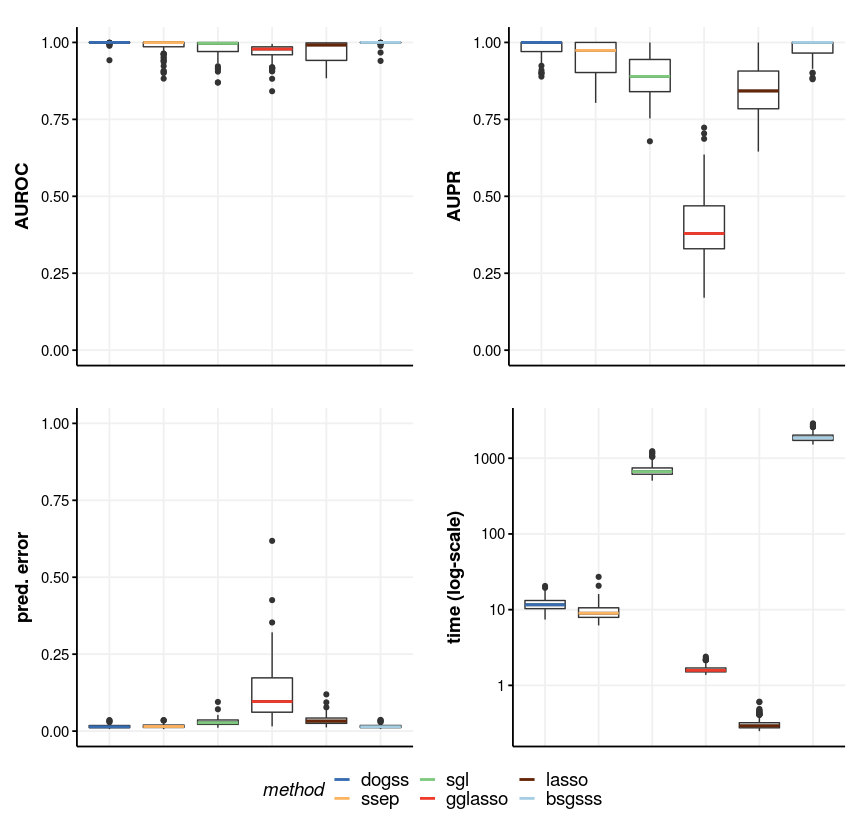 1.00
0.75
0.50
0.25
0.00
AUROC
1.00
0.75
0.50
0.25
0.00
AUPR
1.00
0.75
0.50
0.25
0.00
pred. error
1000
100
10
1
time (log-scale)
method
dogss sgl lasso
ssep gglasso bsgsss